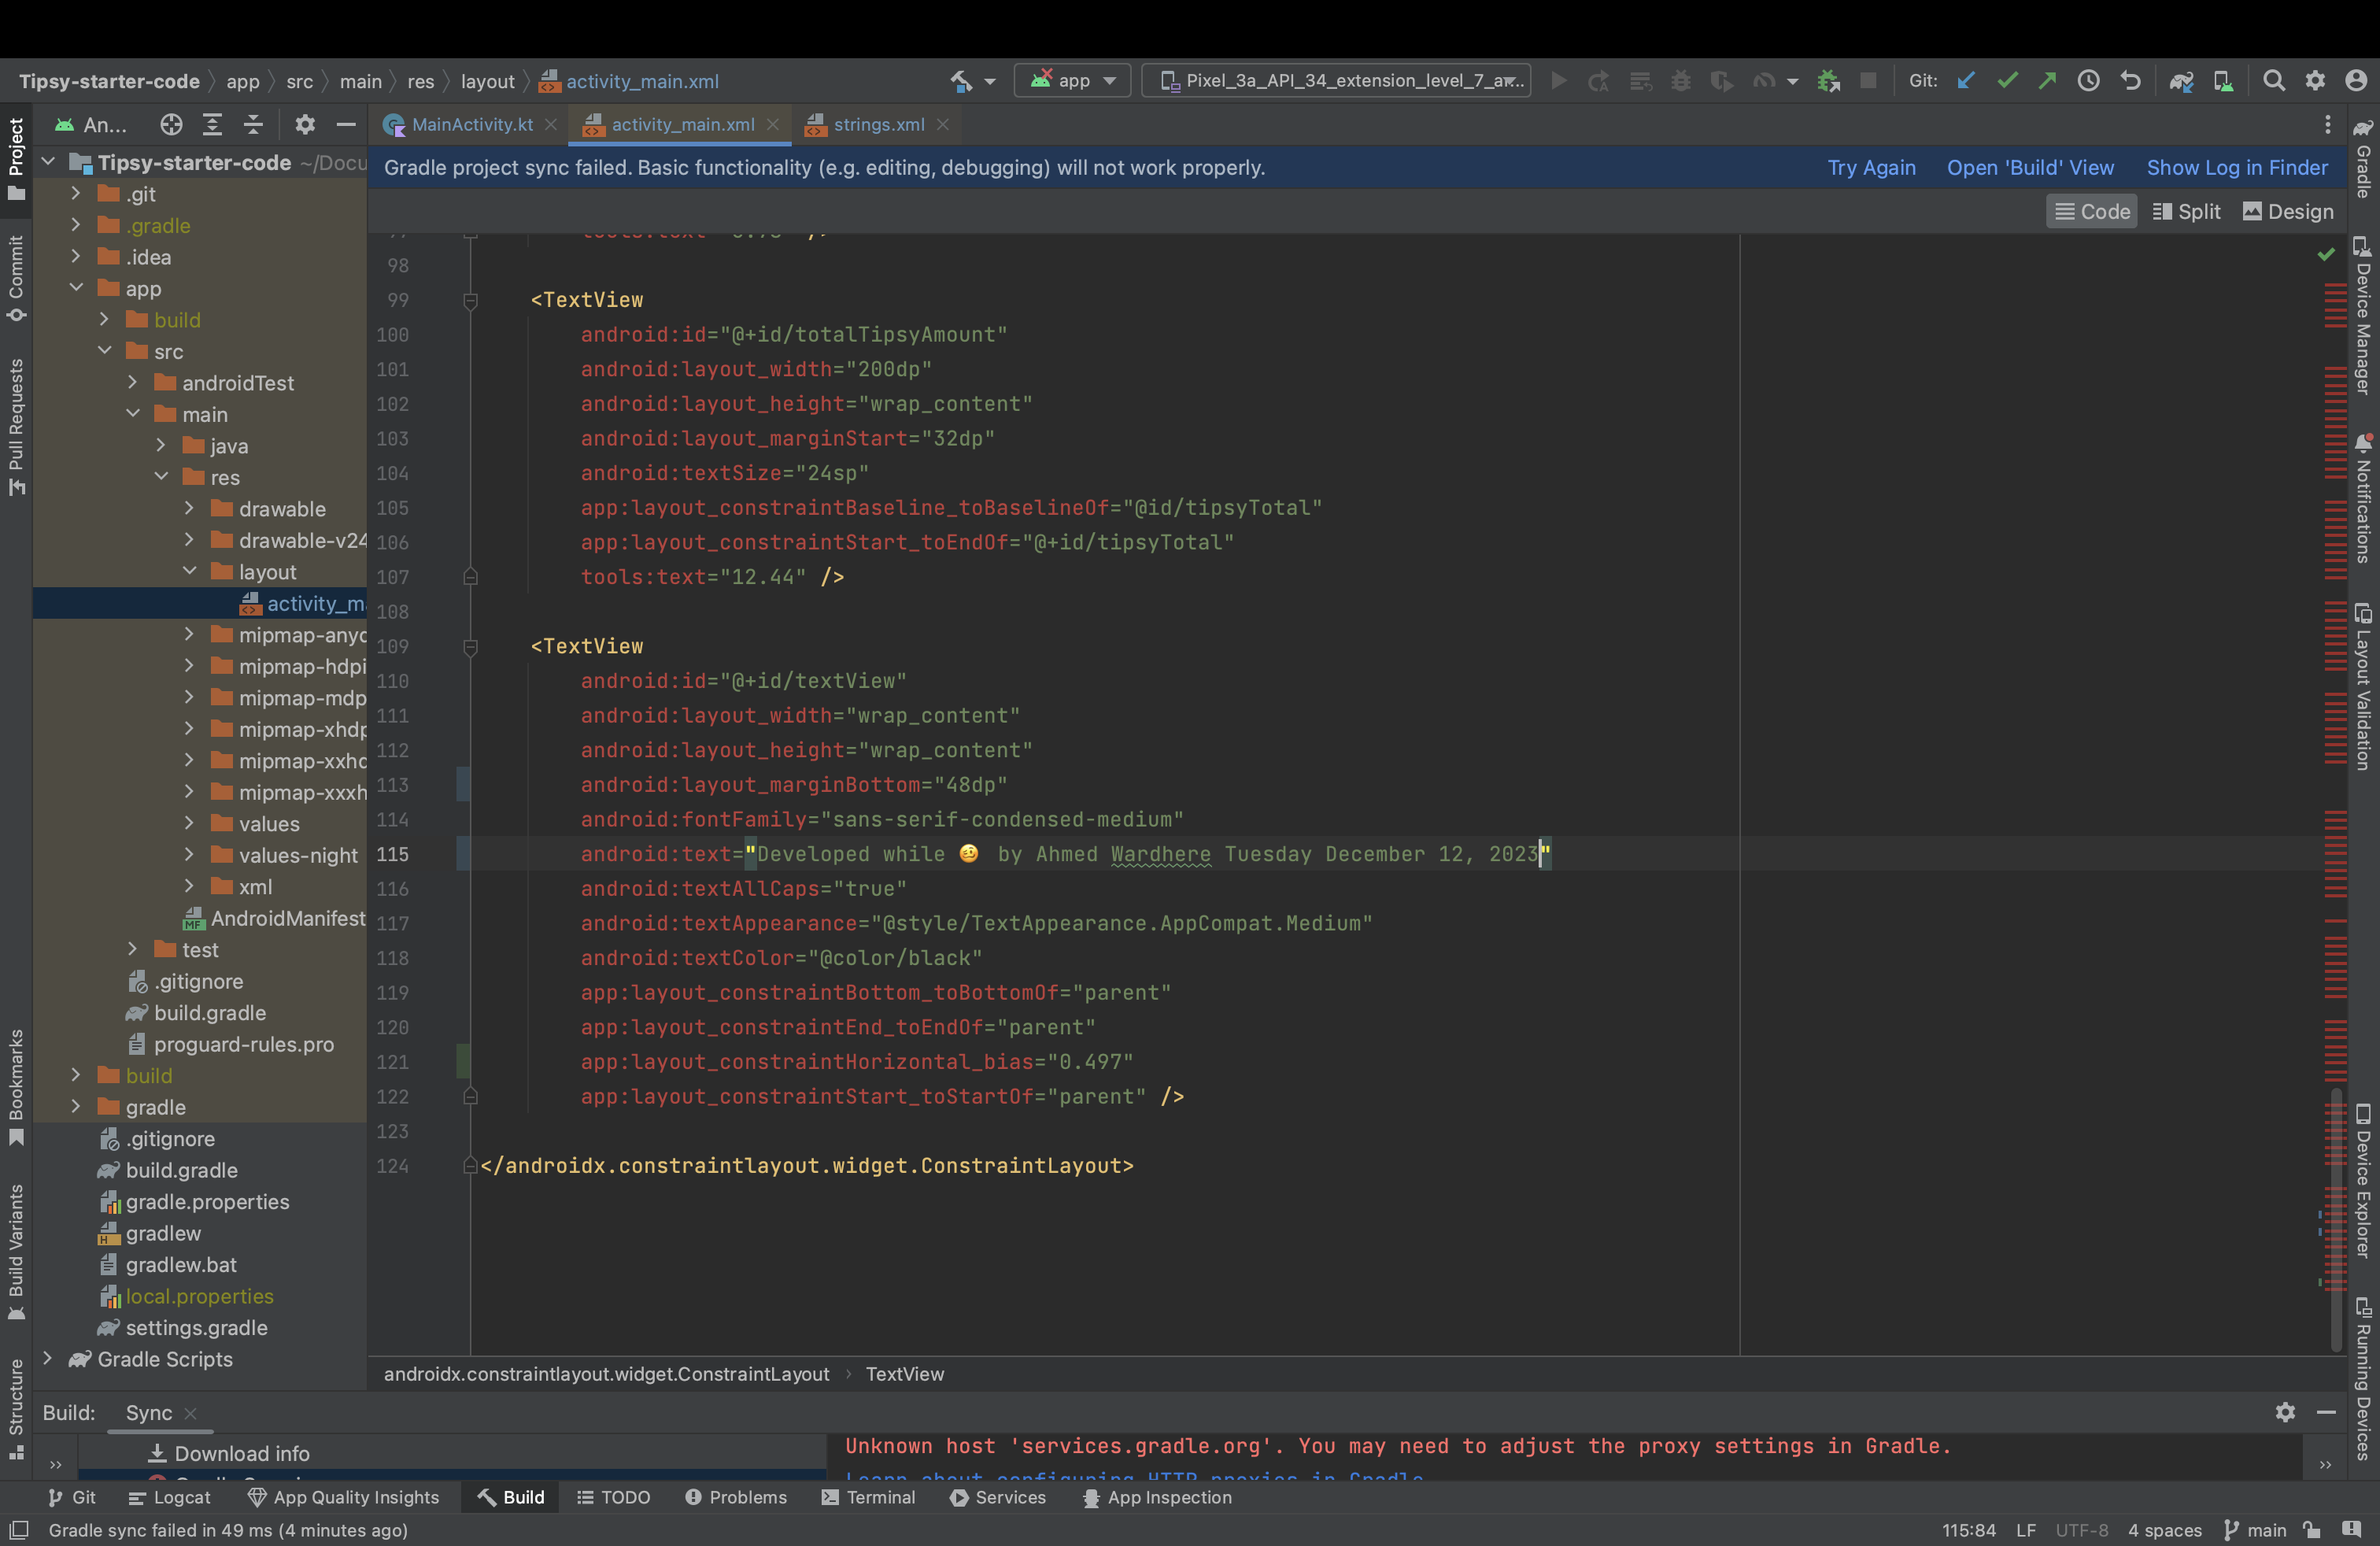 Tipsy-starter-code app src main res layout activity_main.xml app Pixel_3a_API_34_extension_level_7_a... Git:
An...
MainActivity.kt activity_main.xml strings.xml
Gradle project sync failed. Basic functionality (e.g. editing, debugging) will not work properly. Try Again Open 'Build' View Show Log in Finder
Code Split Design
Project
Commit
Pull Requests
Bookmarks
Build Variants
Structure
Tipsy-starter-code ~/Docu
.git
.gradle
.idea
app
build
src
androidTest
main
java
res
drawable
drawable-v24
layout
activity_ma
mipmap-anyd
mipmap-hdpi
mipmap-mdp
mipmap-xhdp
mipmap-xxhd
mipmap-xxxh
values
values-night
xml
AndroidManifest
test
.gitignore
build.gradle
proguard-rules.pro
build
gradle
.gitignore
build.gradle
gradle.properties
gradlew
gradlew.bat
local.properties
settings.gradle
Gradle Scripts
98
99 <TextView
100 android:id="@+id/totalTipsyAmount"
101 android:layout_width="200dp"
102 android:layout_height="wrap_content"
103 android:layout_marginStart="32dp"
104 android:textSize="24sp"
105 app:layout_constraintBaseline_toBaselineOf="@id/tipsyTotal"
106 app:layout_constraintStart_toEndOf="@+id/tipsyTotal"
107 tools:text="12.44" />
108
109 <TextView
110 android:id="@+id/textView"
111 android:layout_width="wrap_content"
112 android:layout_height="wrap_content"
113 android:layout_marginBottom="48dp"
114 android:fontFamily="sans-serif-condensed-medium"
115 android:text="Developed while 🥴 by Ahmed Wardhere Tuesday December 12, 2023"
116 android:textAllCaps="true"
117 android:textAppearance="@style/TextAppearance.AppCompat.Medium"
118 android:textColor="@color/black"
119 app:layout_constraintBottom_toBottomOf="parent"
120 app:layout_constraintEnd_toEndOf="parent"
121 app:layout_constraintHorizontal_bias="0.497"
122 app:layout_constraintStart_toStartOf="parent" />
123
124 </androidx.constraintlayout.widget.ConstraintLayout>
androidx.constraintlayout.widget.ConstraintLayout TextView
Gradle
Device Manager
Notifications
Layout Validation
Device Explorer
Running Devices
Build: Sync
Download info
Unknown host 'services.gradle.org'. You may need to adjust the proxy settings in Gradle.
Learn about configuring HTTP proxies in Gradle
Git Logcat App Quality Insights Build TODO Problems Terminal Services App Inspection
Gradle sync failed in 49 ms (4 minutes ago) 115:84 LF UTF-8 4 spaces main